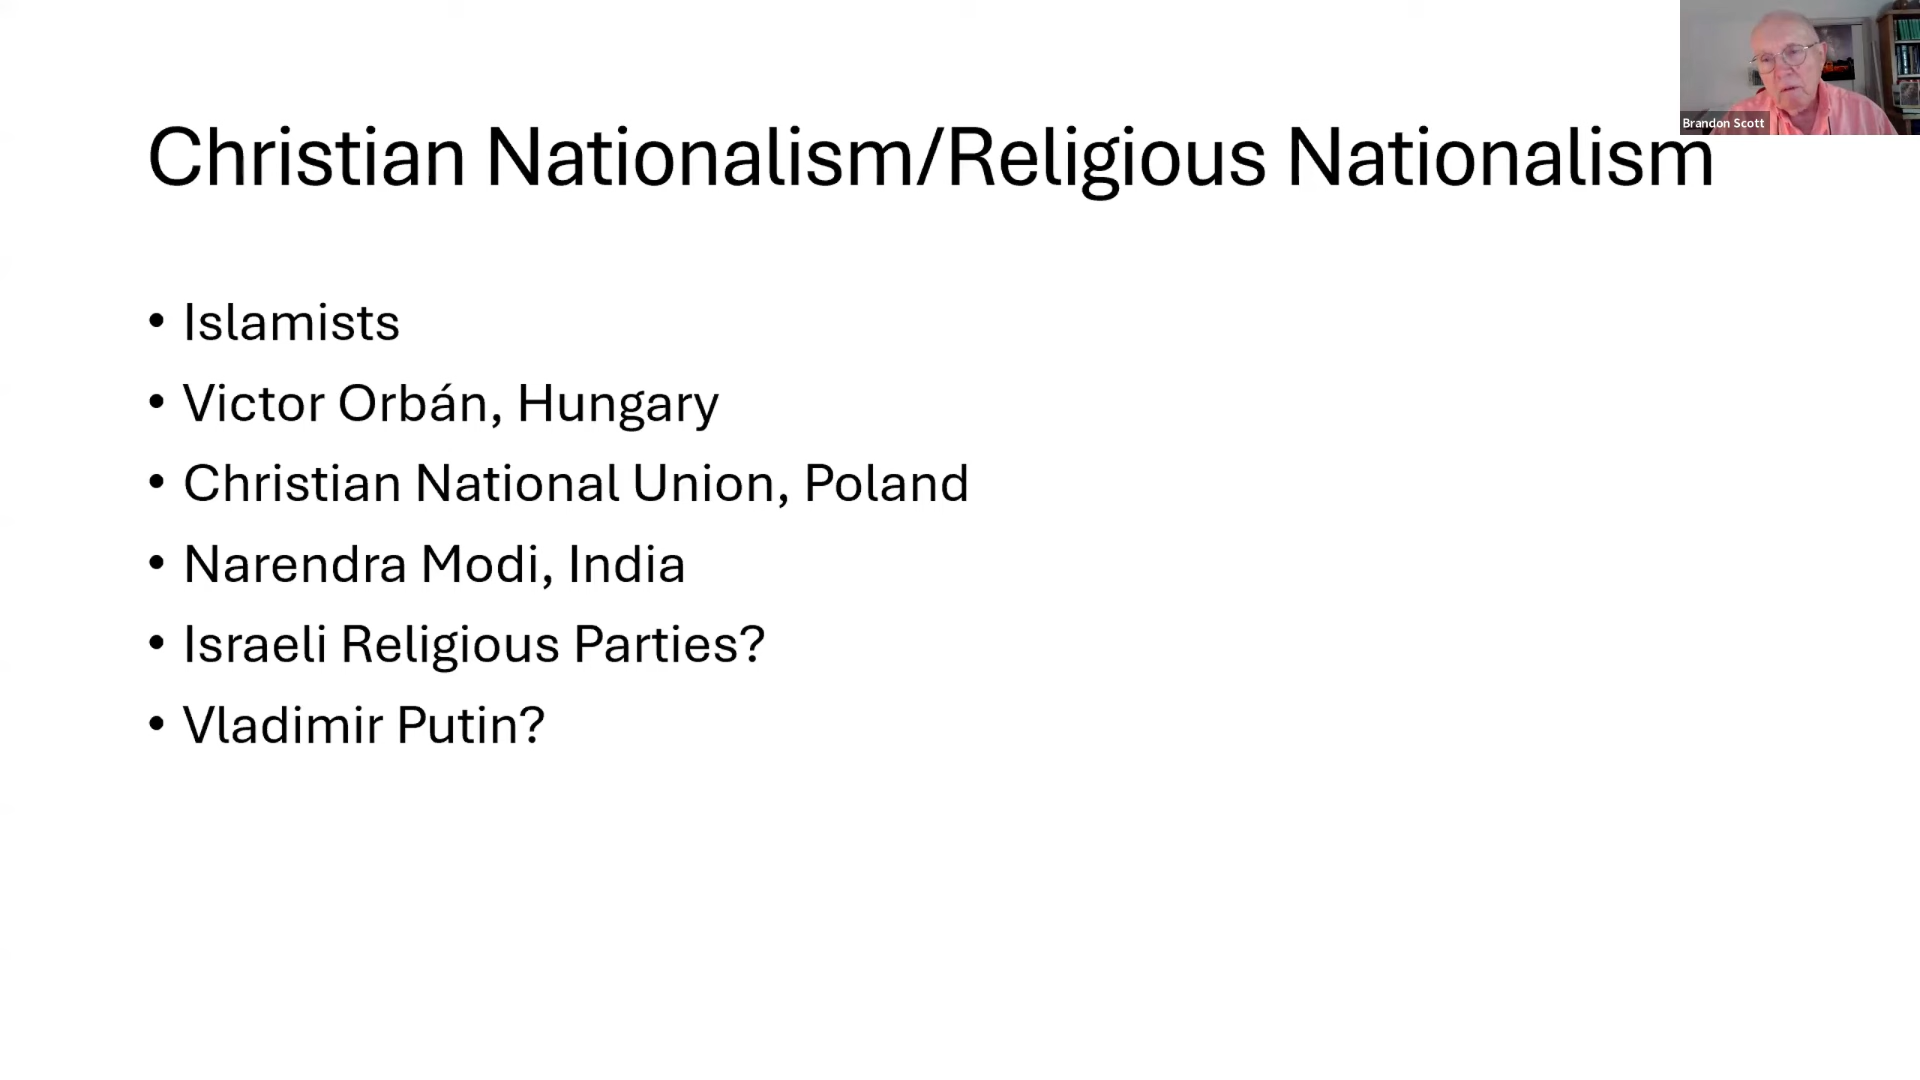 Brandon Scott
Christian Nationalism/Religious Nationalism
• Islamists
• Victor Orbán, Hungary
• Christian National Union, Poland
• Narendra Modi, India
• Israeli Religious Parties?
• Vladimir Putin?